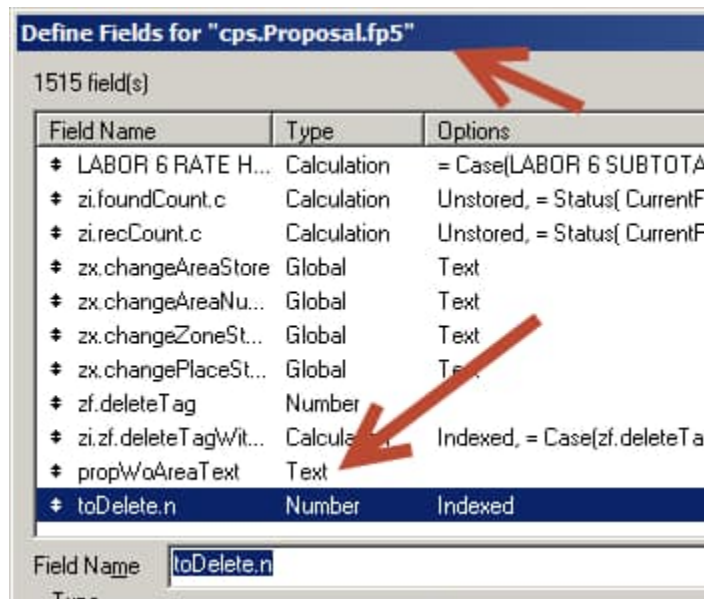 Define Fields for "cps.Proposal.fp5"
1515 field(s)
Field Name Type Options
LABOR 6 RATE H... Calculation = Case(LABOR 6 SUBTOTA
zi.foundCount.c Calculation Unstored, = Status( CurrentF
zi.recCount.c Calculation Unstored, = Status( CurrentF
zx.changeAreaStore Global Text
zx.changeAreaNu... Global Text
zx.changeZoneSt... Global Text
zx.changePlaceSt... Global Text
zf.deleteTag Number
zi.zf.deleteTagWit... Calculation Indexed, = Case(zf.deleteTa
propWoAreaText Text
toDelete.n Number Indexed
Field Name toDelete.n
Type